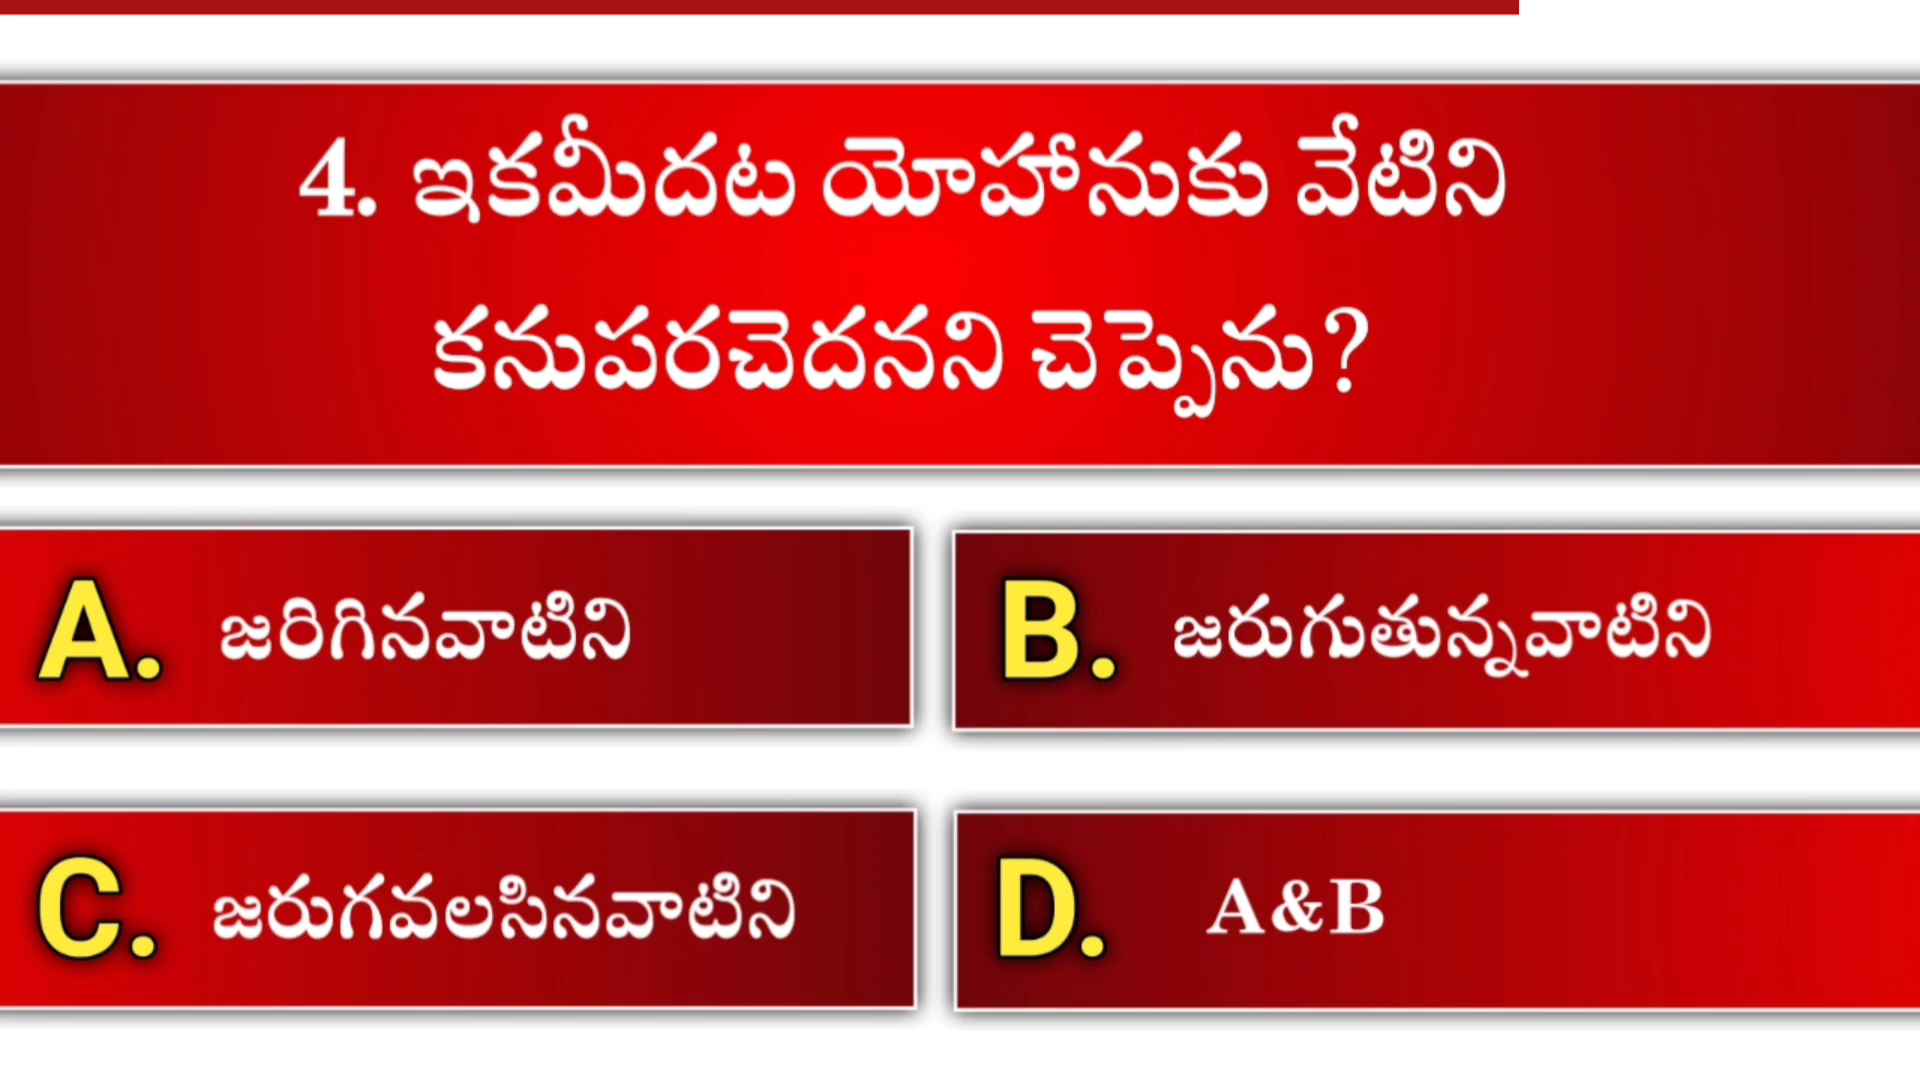 4. ఇకమీదట యోహానుకు వేటిని
కనుపరచెదనని చెప్పెను?
A. జరిగినవాటిని
B. జరుగుతున్నవాటిని
C. జరుగవలసినవాటిని
D. A&B